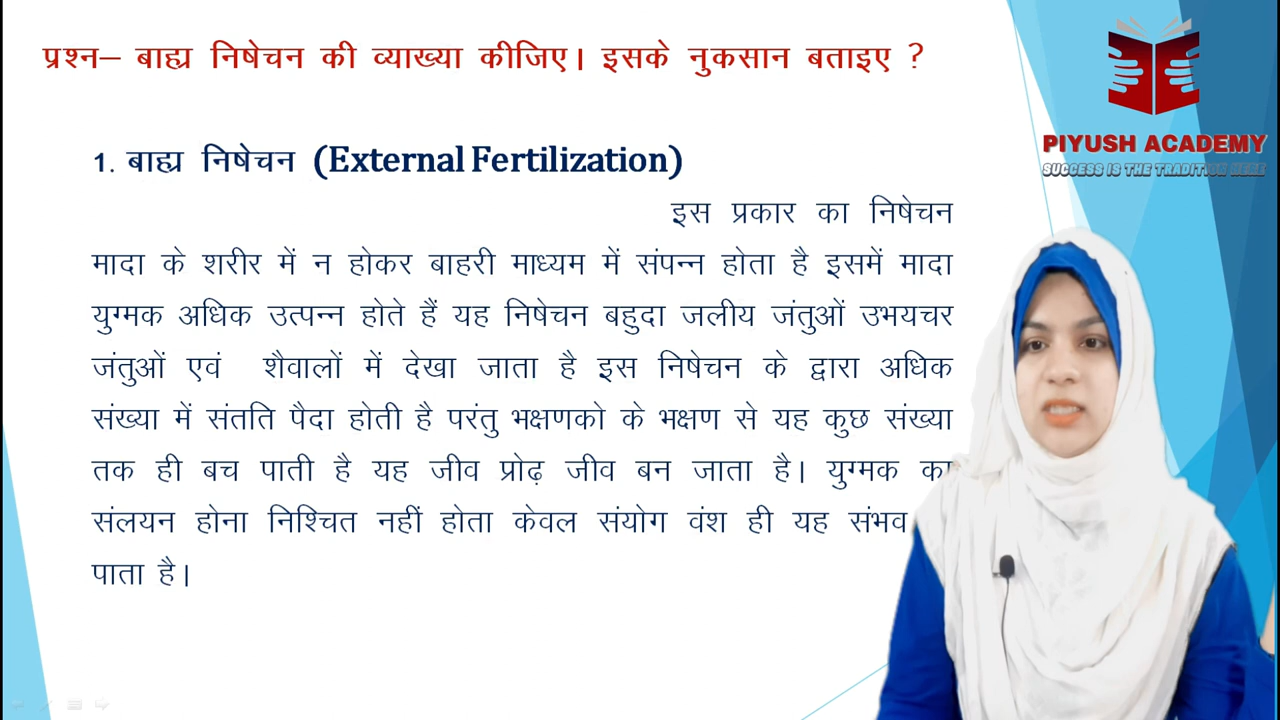 प्रश्न– बाह्य निषेचन की व्याख्या कीजिए। इसके नुकसान बताइए ?
PIYUSH ACADEMY
SUCCESS IS THE TRADITION HERE
1. बाह्य निषेचन (External Fertilization)
इस प्रकार का निषेचन
मादा के शरीर में न होकर बाहरी माध्यम में संपन्न होता है इसमें मादा
युग्मक अधिक उत्पन्न होते हैं यह निषेचन बहुदा जलीय जंतुओं उभयचर
जंतुओं एवं शैवालों में देखा जाता है इस निषेचन के द्वारा अधिक
संख्या में संतति पैदा होती है परंतु भक्षणको के भक्षण से यह कुछ संख्या
तक ही बच पाती है यह जीव प्रोढ़ जीव बन जाता है। युग्मक का
संलयन होना निश्चित नहीं होता केवल संयोग वंश ही यह संभव
पाता है।